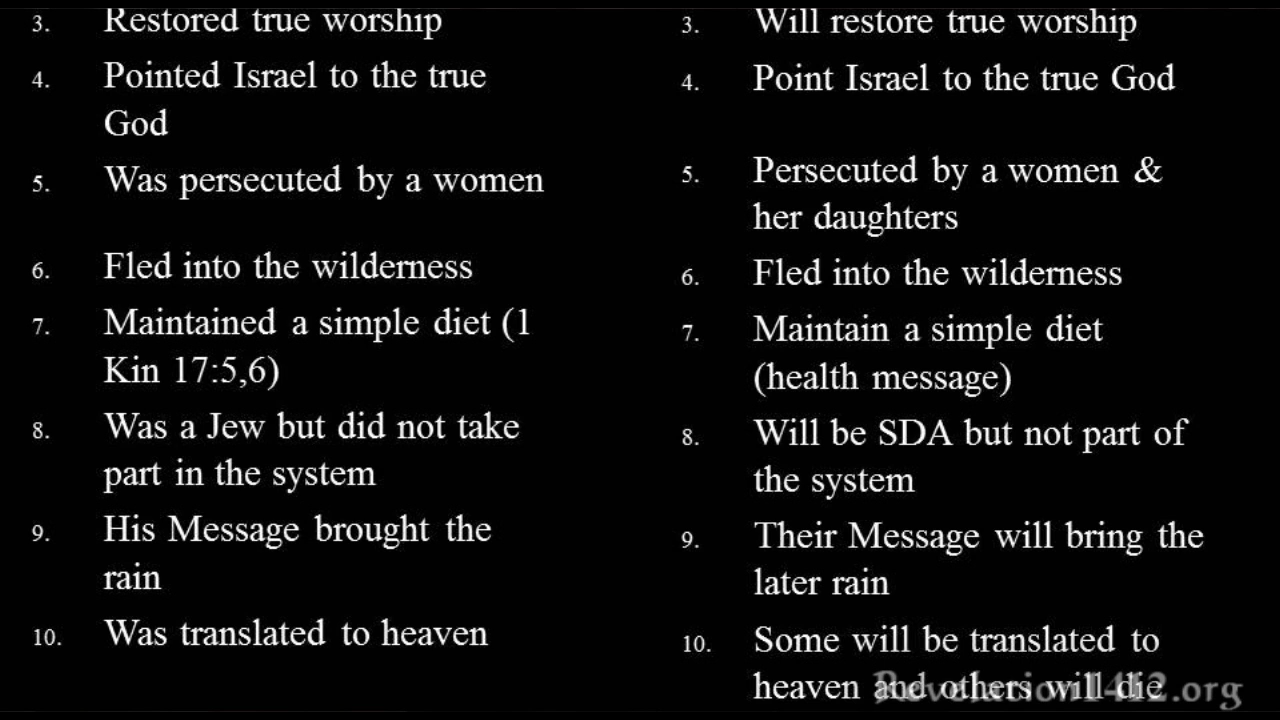 3. Restored true worship
4. Pointed Israel to the true
God
5. Was persecuted by a women
6. Fled into the wilderness
7. Maintained a simple diet (1
Kin 17:5,6)
8. Was a Jew but did not take
part in the system
9. His Message brought the
rain
10. Was translated to heaven
3. Will restore true worship
4. Point Israel to the true God
5. Persecuted by a women &
her daughters
6. Fled into the wilderness
7. Maintain a simple diet
(health message)
8. Will be SDA but not part of
the system
9. Their Message will bring the
later rain
10. Some will be translated to
heaven and others will die
Revelation1412.org